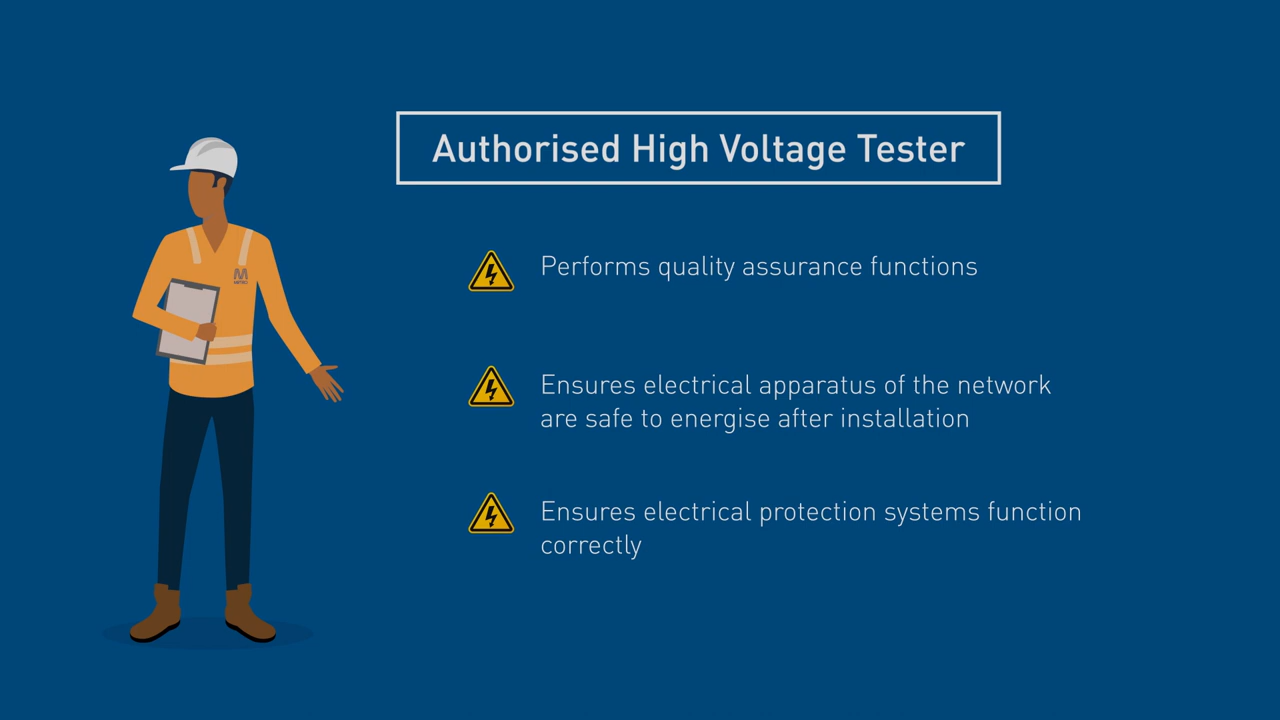 Authorised High Voltage Tester
Performs quality assurance functions
Ensures electrical apparatus of the network
are safe to energise after installation
Ensures electrical protection systems function
correctly